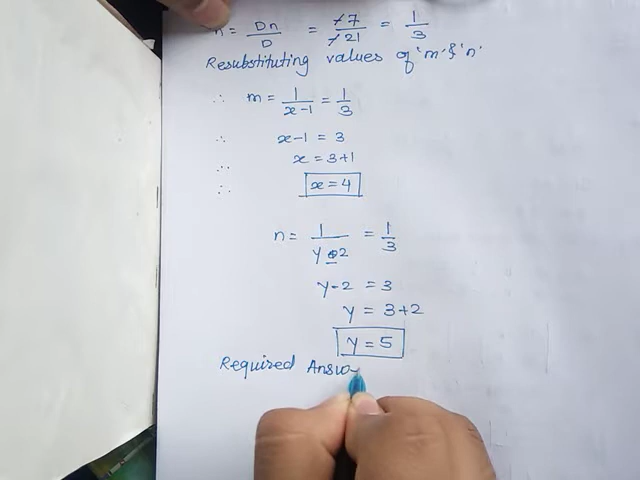 n = Dn/D = -7/-21 = 1/3
Resubstituting values of 'm' & 'n'.
∴ m = 1/x-1 = 1/3
∴ x-1 = 3
∴ x = 3+1
∴ x = 4
n = 1/y-2 = 1/3
y-2 = 3
y = 3+2
y = 5
Required Answ